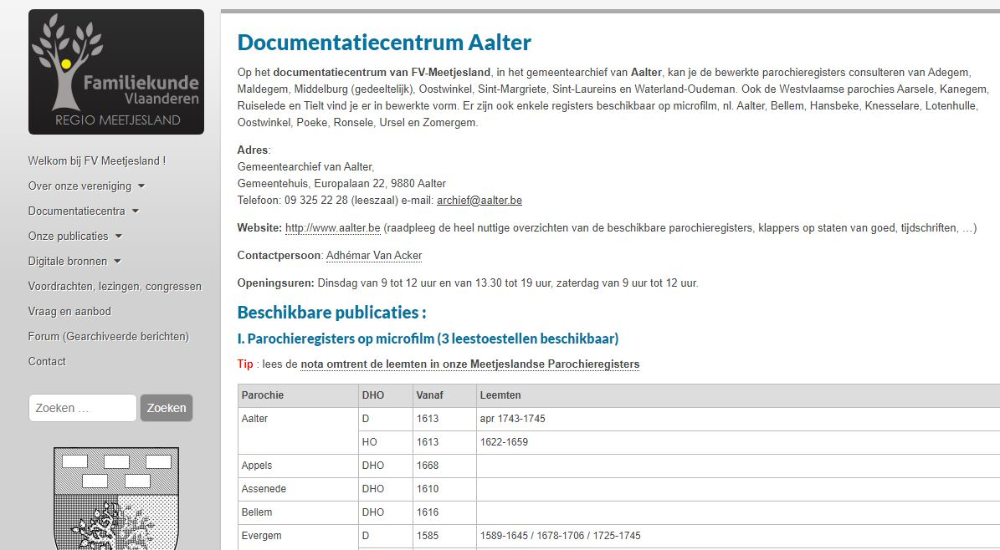 Familiekunde
Vlaanderen
REGIO MEETJESLAND
Welkom bij FV Meetjesland !
Over onze vereniging
Documentatiecentra
Onze publicaties
Digitale bronnen
Voordrachten, lezingen, congressen
Vraag en aanbod
Forum (Gearchiveerde berichten)
Contact
Zoeken … Zoeken
Documentatiecentrum Aalter
Op het documentatiecentrum van FV-Meetjesland, in het gemeentearchief van Aalter, kan je de bewerkte parochieregisters consulteren van Adegem,
Maldegem, Middelburg (gedeeltelijk), Oostwinkel, Sint-Margriete, Sint-Laureins en Waterland-Oudeman. Ook de Westvlaamse parochies Aarsele, Kanegem,
Ruiselede en Tielt vind je er in bewerkte vorm. Er zijn ook enkele registers beschikbaar op microfilm, nl. Aalter, Bellem, Hansbeke, Knesselare, Lotenhulle,
Oostwinkel, Poeke, Ronsele, Ursel en Zomergem.
Adres:
Gemeentearchief van Aalter,
Gemeentehuis, Europalaan 22, 9880 Aalter
Telefoon: 09 325 22 28 (leeszaal) e-mail: archief@aalter.be
Website: http://www.aalter.be (raadpleeg de heel nuttige overzichten van de beschikbare parochieregisters, klappers op staten van goed, tijdschriften, …)
Contactpersoon: Adhémar Van Acker
Openingsuren: Dinsdag van 9 tot 12 uur en van 13.30 tot 19 uur, zaterdag van 9 uur tot 12 uur.
Beschikbare publicaties :
I. Parochieregisters op microfilm (3 leestoestellen beschikbaar)
Tip : lees de nota omtrent de leemten in onze Meetjeslandse Parochieregisters
Parochie DHO Vanaf Leemten
Aalter D 1613 apr 1743-1745
HO 1613 1622-1659
Appels DHO 1668
Assenede DHO 1610
Bellem DHO 1616
Evergem D 1585 1589-1645 / 1678-1706 / 1725-1745